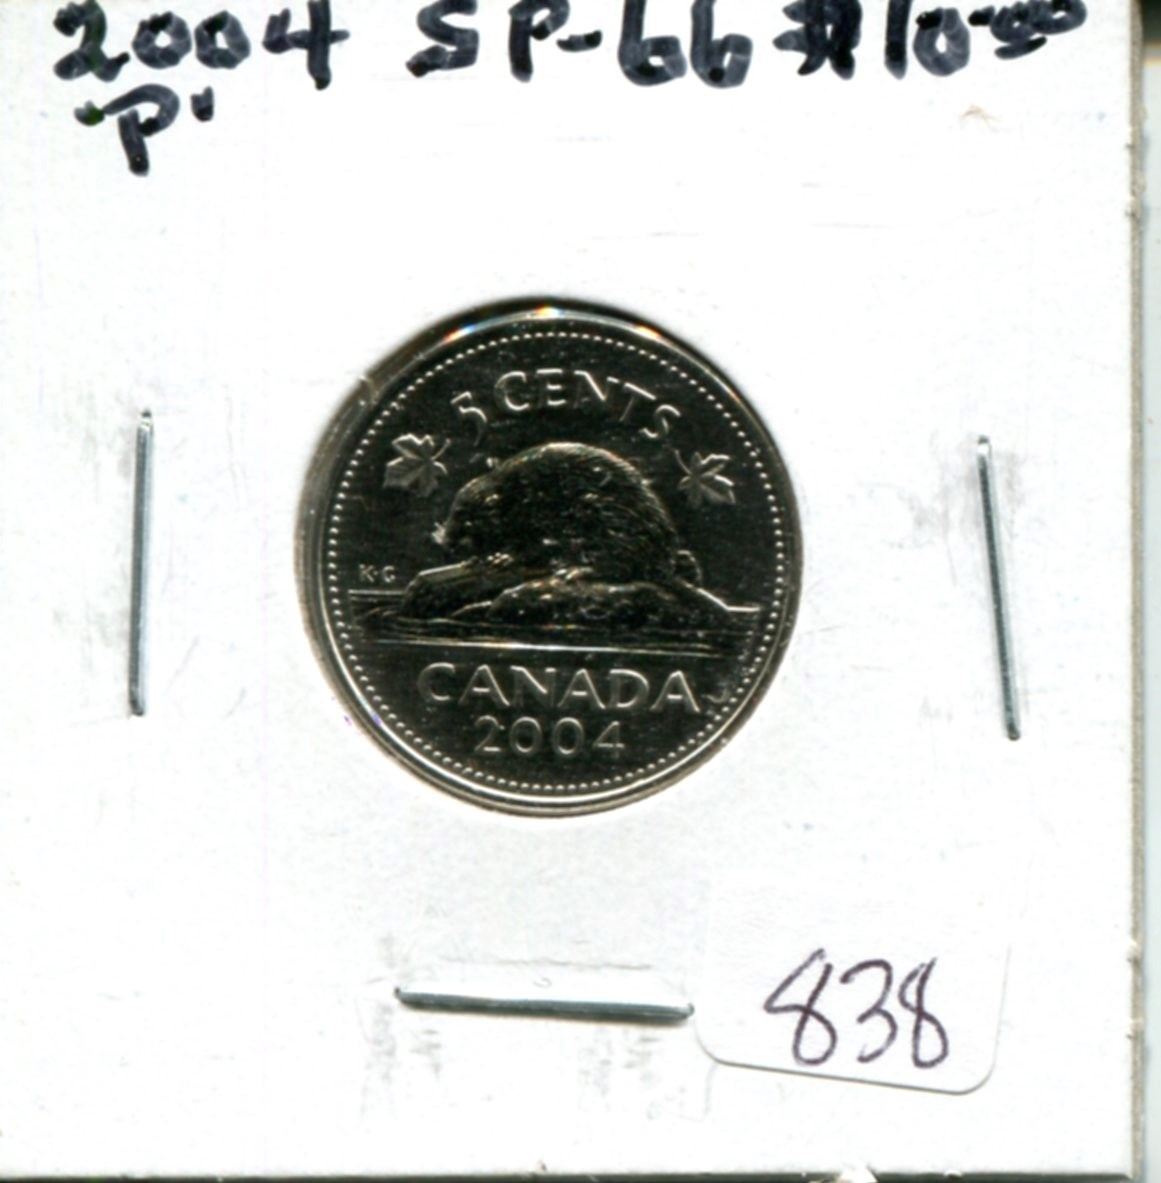 2004 SP-66 $10.00
"P"
5 CENTS
K·G
CANADA
2004
838